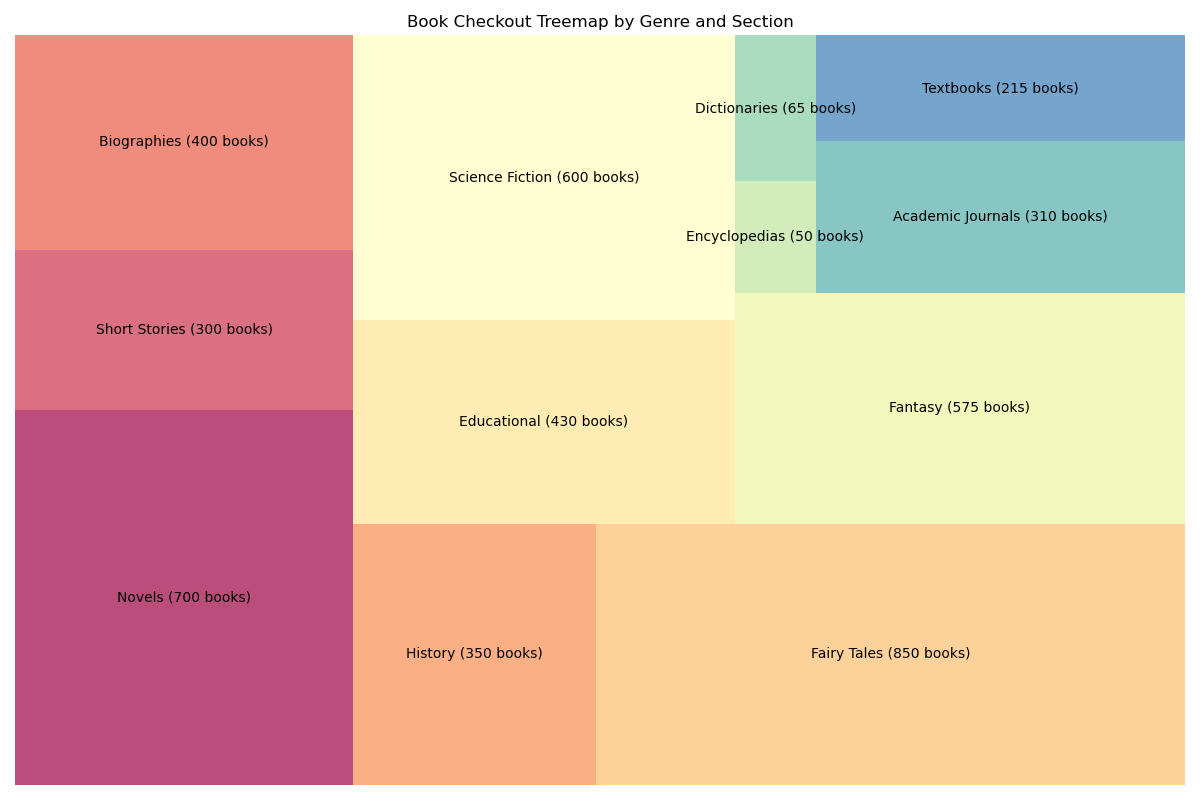 Book Checkout Treemap by Genre and Section
Biographies (400 books)
Short Stories (300 books)
Novels (700 books)
Science Fiction (600 books)
Educational (430 books)
History (350 books)
Fairy Tales (850 books)
Dictionaries (65 books)
Encyclopedias (50 books)
Textbooks (215 books)
Academic Journals (310 books)
Fantasy (575 books)